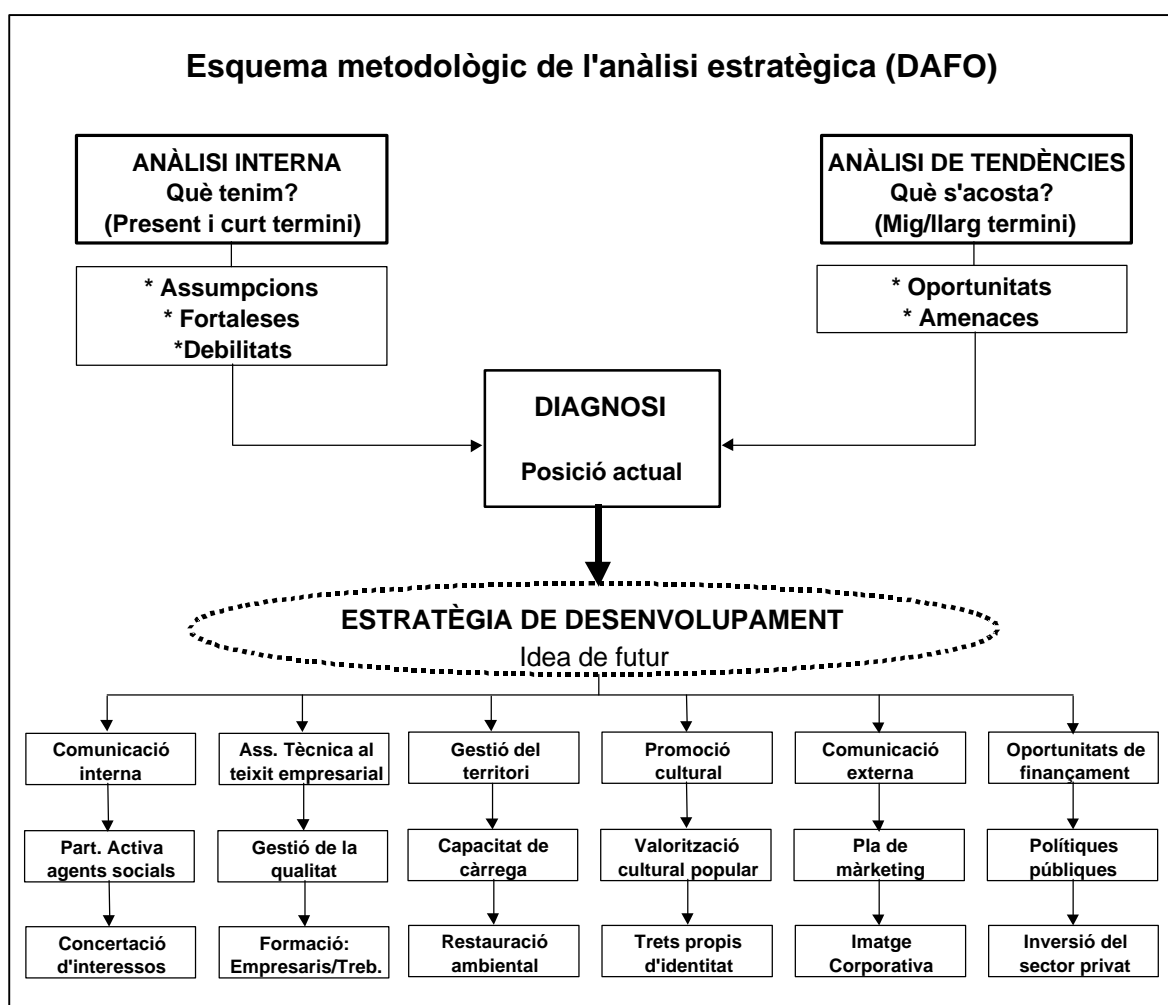 Esquema metodològic de l'anàlisi estratègica (DAFO)
ANÀLISI INTERNA
Què tenim?
(Present i curt termini)
* Assumpcions
* Fortaleses
*Debilitats
ANÀLISI DE TENDÈNCIES
Què s'acosta?
(Mig/llarg termini)
* Oportunitats
* Amenaces
DIAGNOSI
Posició actual
ESTRATÈGIA DE DESENVOLUPAMENT
Idea de futur
Comunicació
interna
Ass. Tècnica al
teixit empresarial
Gestió del
territori
Promoció
cultural
Comunicació
externa
Oportunitats de
finançament
Part. Activa
agents socials
Gestió de la
qualitat
Capacitat de
càrrega
Valorització
cultural popular
Pla de
màrketing
Polítiques
públiques
Concertació
d'interessos
Formació:
Empresaris/Treb.
Restauració
ambiental
Trets propis
d'identitat
Imatge
Corporativa
Inversió del
sector privat